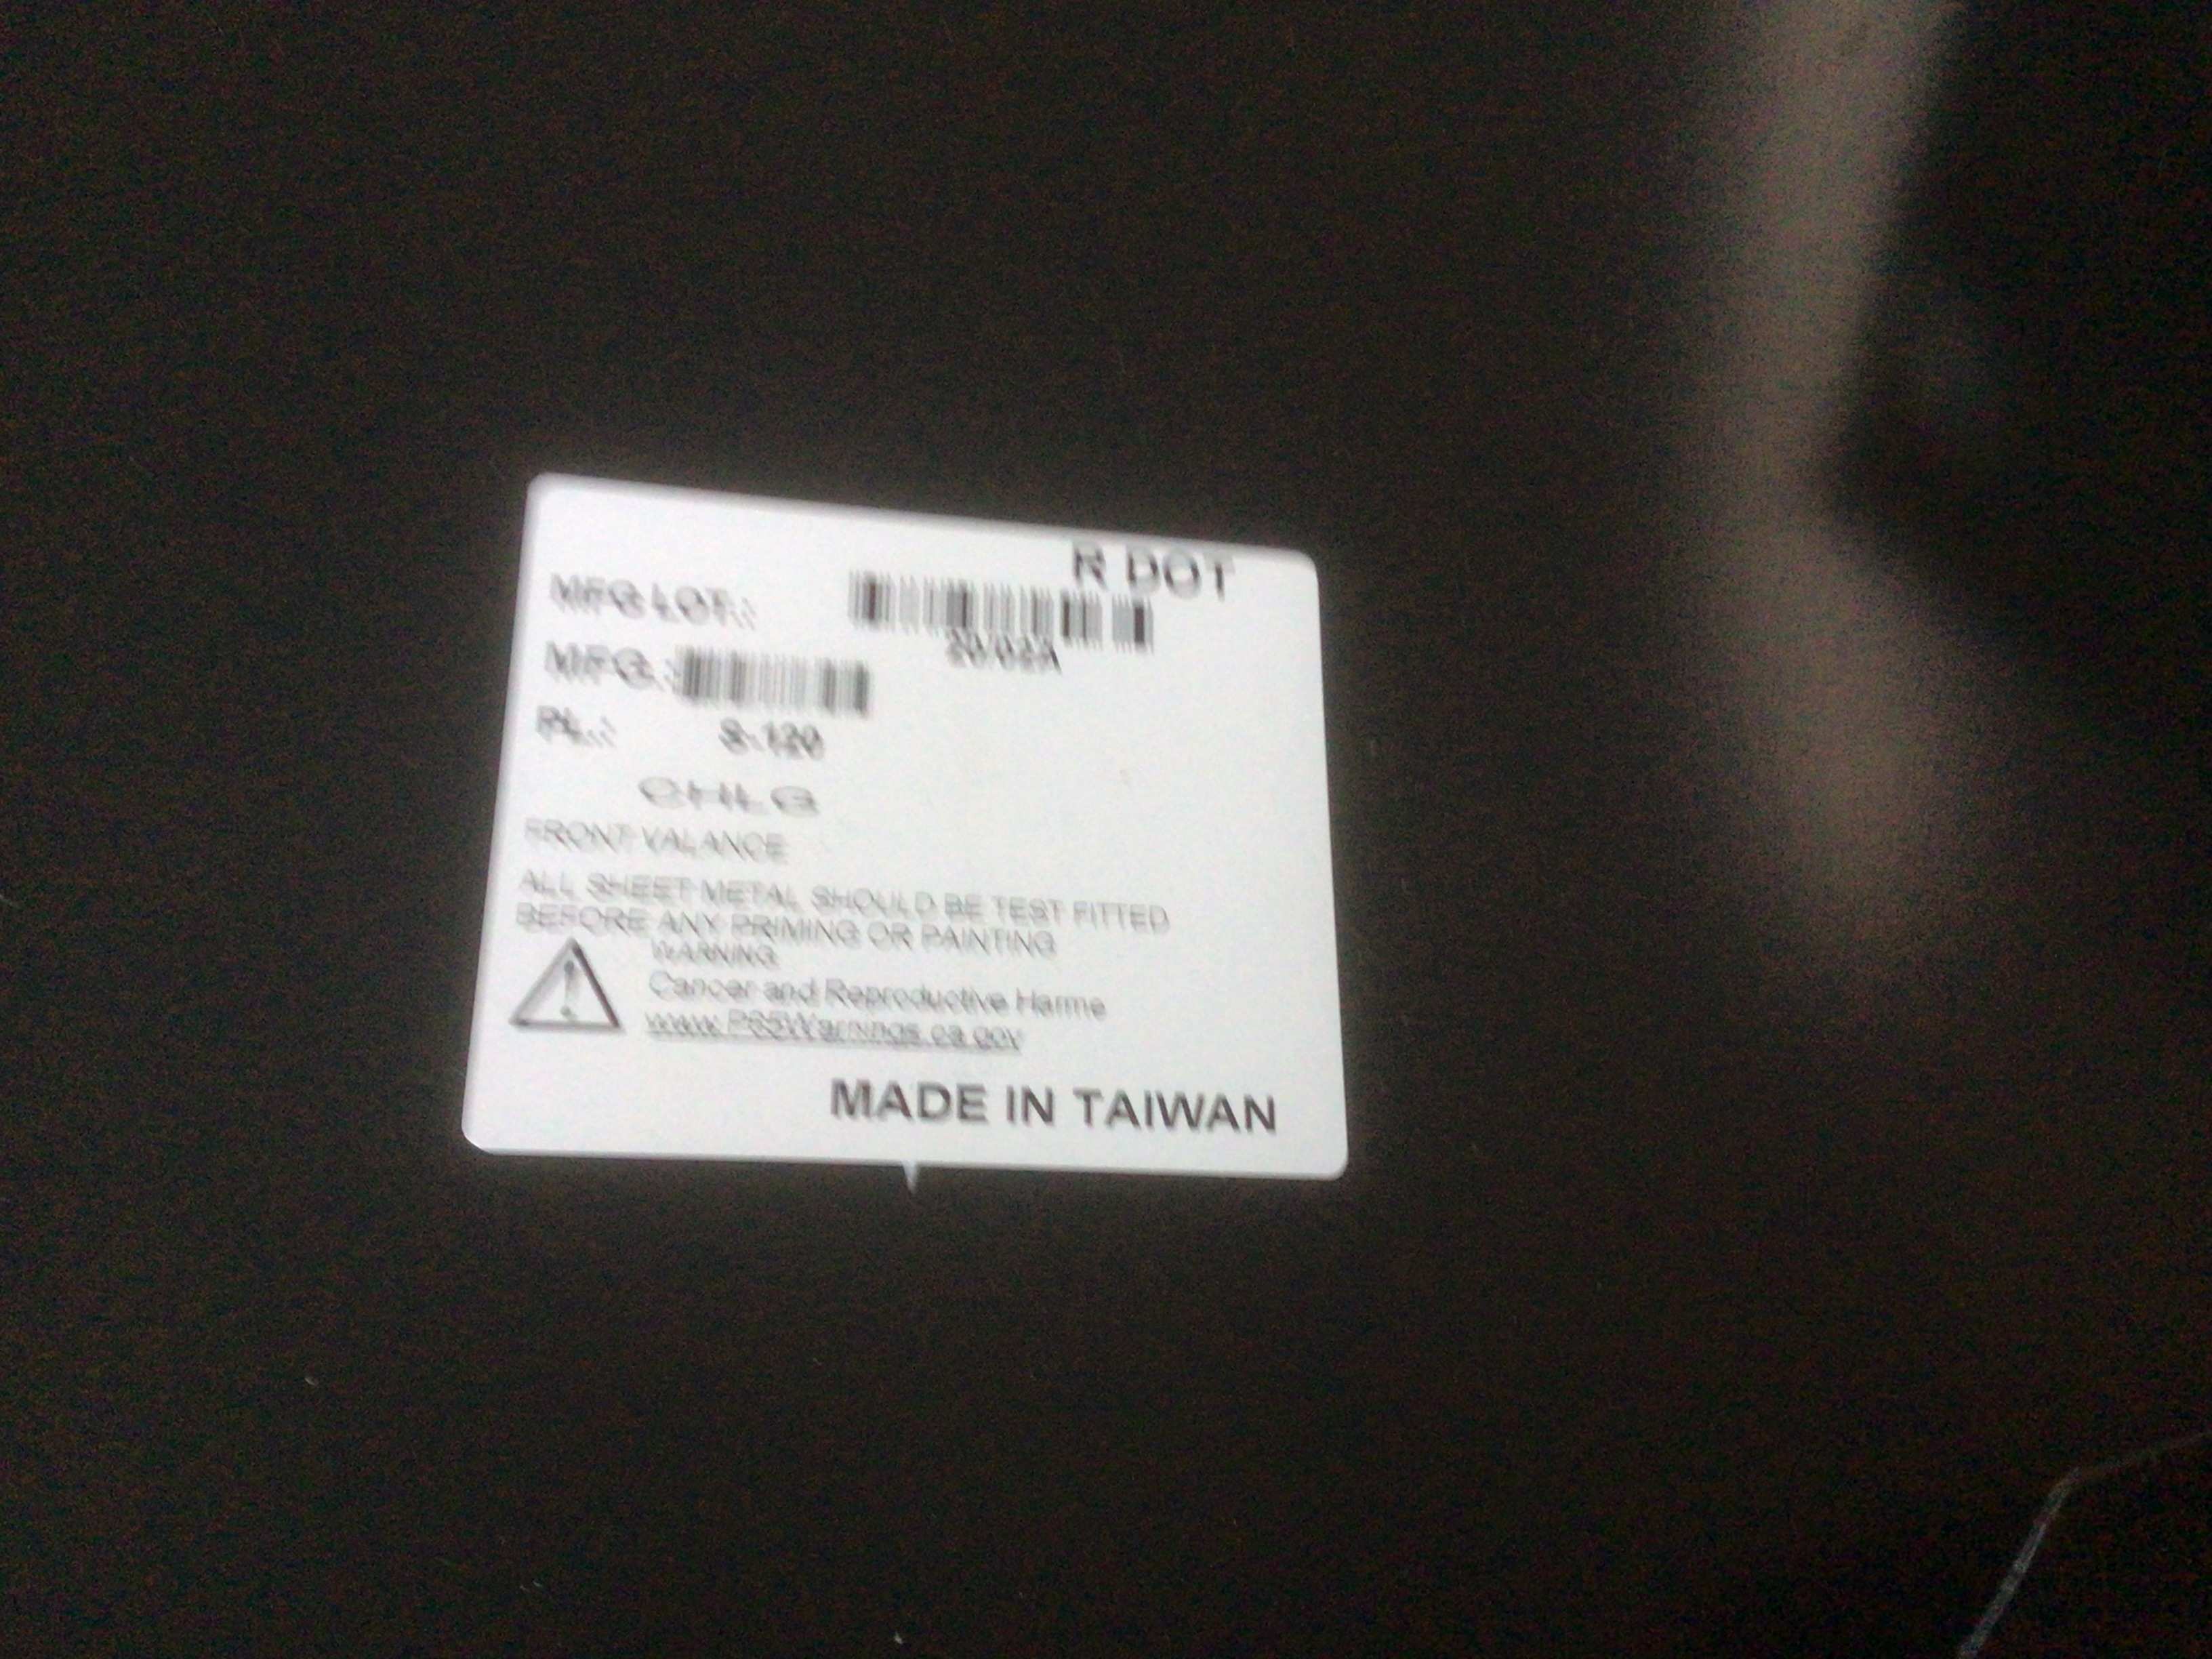 R DOT
MFG LOT.:
MFG.:
PL.:
CHLG
FRONT VALANCE
ALL SHEET METAL SHOULD BE TEST FITTED
BEFORE ANY PRIMING OR PAINTING
WARNING
Cancer and Reproductive Harme
www.P65Warnings.ca.gov
MADE IN TAIWAN